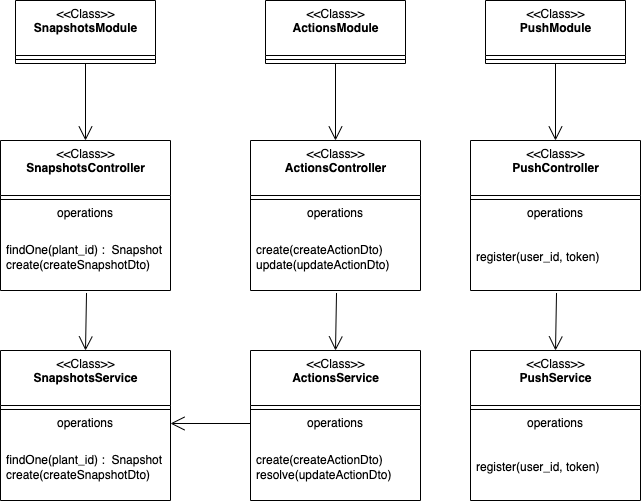 <<Class>>
SnapshotsModule
<<Class>>
ActionsModule
<<Class>>
PushModule
<<Class>>
SnapshotsController
operations
findOne(plant_id) :  Snapshot
create(createSnapshotDto)
<<Class>>
ActionsController
operations
create(createActionDto)
update(updateActionDto)
<<Class>>
PushController
operations
register(user_id, token)
<<Class>>
SnapshotsService
operations
findOne(plant_id) :  Snapshot
create(createSnapshotDto)
<<Class>>
ActionsService
operations
create(createActionDto)
resolve(updateActionDto)
<<Class>>
PushService
operations
register(user_id, token)